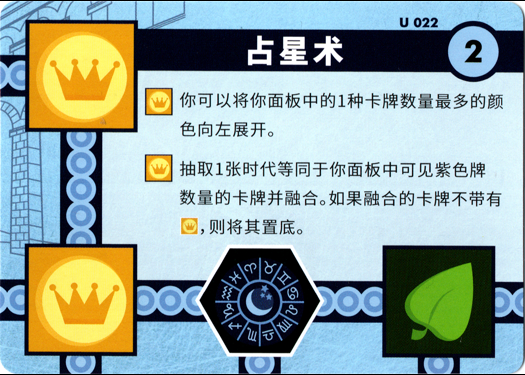 U 022
占星术
2
你可以将你面板中的1种卡牌数量最多的颜
色向左展开。
抽取1张时代等同于你面板中可见紫色牌
数量的卡牌并融合。如果融合的卡牌不带有
,则将其置底。